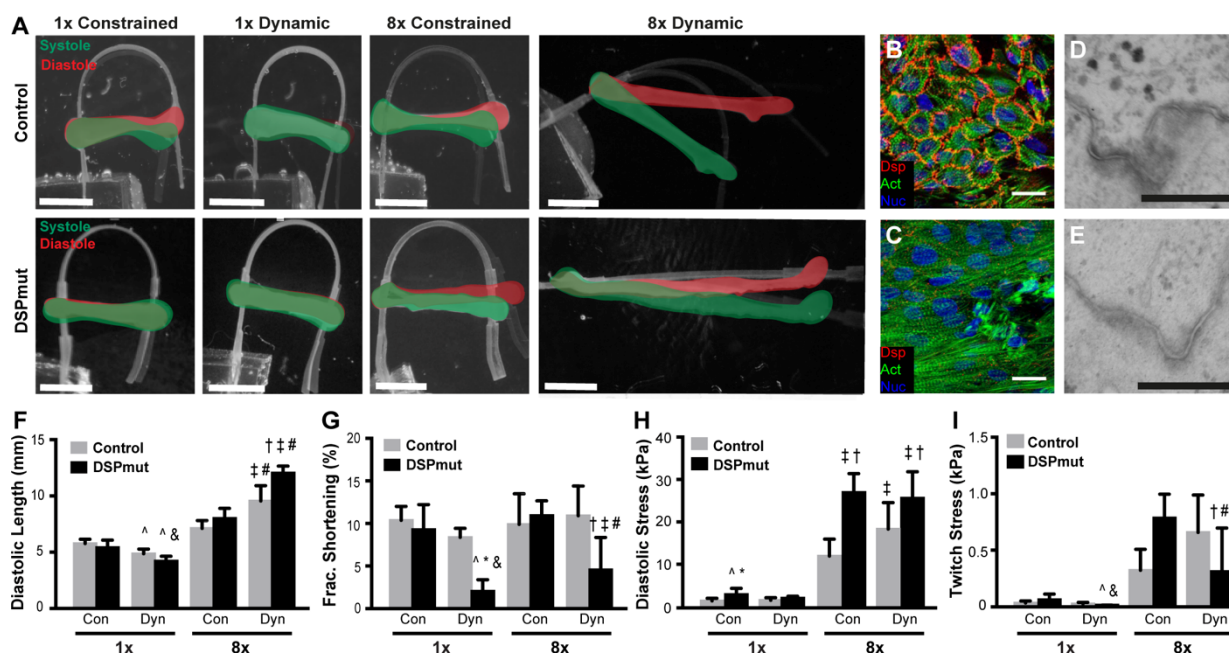 1x Constrained 1x Dynamic 8x Constrained 8x Dynamic
A
Systole
Diastole
Control
Systole
Diastole
DSPmut
B
Dsp
Act
Nuc
D
C
Dsp
Act
Nuc
E
F
Diastolic Length (mm)
15
10
5
0
Control
DSPmut
^
^ &
‡ #
† ‡ #
Con Dyn Con Dyn
1x 8x
G
Frac. Shortening (%)
20
15
10
5
0
Control
DSPmut
^ * &
† ‡ #
Con Dyn Con Dyn
1x 8x
H
Diastolic Stress (kPa)
40
30
20
10
0
Control
DSPmut
^ *
‡ †
‡
‡ †
Con Dyn Con Dyn
1x 8x
I
Twitch Stress (kPa)
1.5
1.0
0.5
0
Control
DSPmut
^ &
† #
Con Dyn Con Dyn
1x 8x